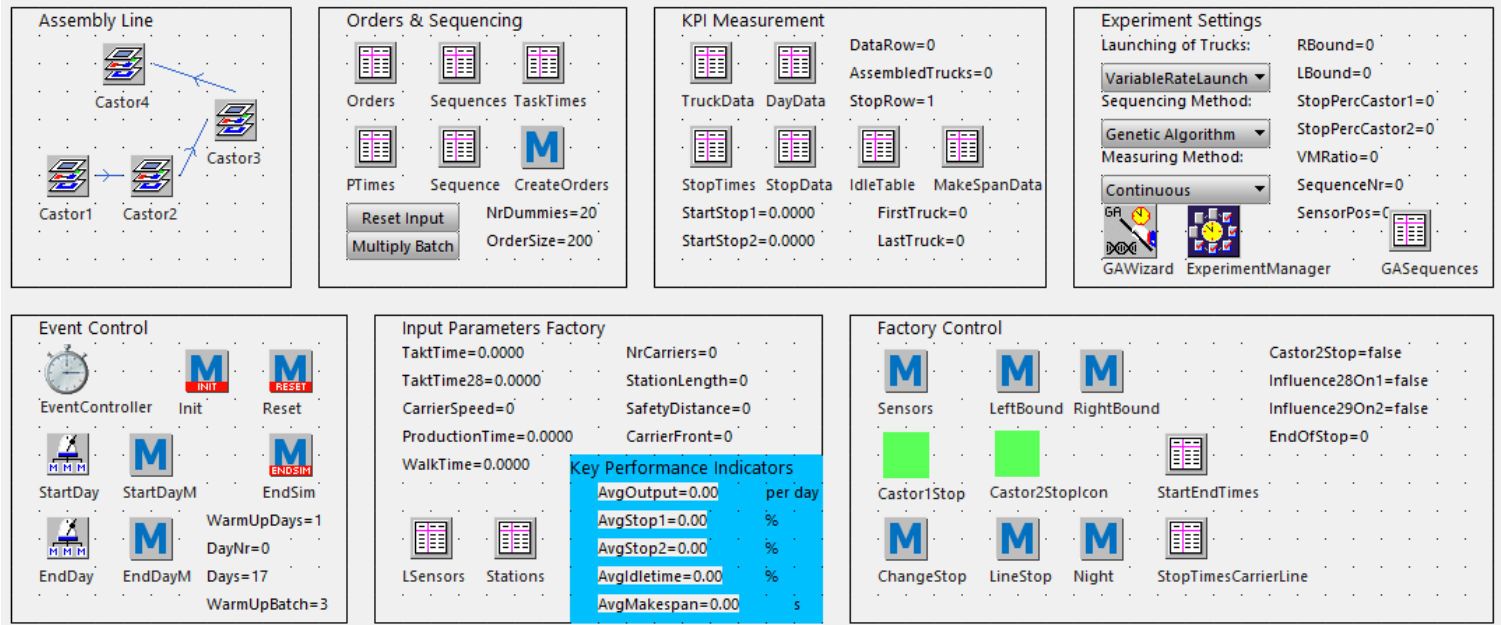 Assembly Line
Castor4
Castor3
Castor1 Castor2
Orders & Sequencing
Orders Sequences TaskTimes
M
PTimes Sequence CreateOrders
Reset Input NrDummies=20
Multiply Batch OrderSize=200
KPI Measurement
DataRow=0
AssembledTrucks=0
TruckData DayData StopRow=1
StopTimes StopData IdleTable MakeSpanData
StartStop1=0.0000 FirstTruck=0
StartStop2=0.0000 LastTruck=0
Experiment Settings
Launching of Trucks: RBound=0
VariableRateLaunch LBound=0
Sequencing Method: StopPercCastor1=0
Genetic Algorithm StopPercCastor2=0
Measuring Method: VMRatio=0
Continuous SequenceNr=0
GA SensorPos=
GAWizard ExperimentManager GASequences
Event Control
M M
INIT RESET
EventController Init Reset
M M M M M
ENDSIM
StartDay StartDayM EndSim
WarmUpDays=1
M M M M DayNr=0
EndDay EndDayM Days=17
WarmUpBatch=3
Input Parameters Factory
TaktTime=0.0000 NrCarriers=0
TaktTime28=0.0000 StationLength=0
CarrierSpeed=0 SafetyDistance=0
ProductionTime=0.0000 CarrierFront=0
WalkTime=0.0000
LSensors Stations
Key Performance Indicators
AvgOutput=0.00 per day
AvgStop1=0.00 %
AvgStop2=0.00 %
AvgIdletime=0.00 %
AvgMakespan=0.00 s
Factory Control
M M M
Sensors LeftBound RightBound
Castor2Stop=false
Influence28On1=false
Influence29On2=false
EndOfStop=0
Castor1Stop Castor2StopIcon StartEndTimes
M M M
ChangeStop LineStop Night StopTimesCarrierLine